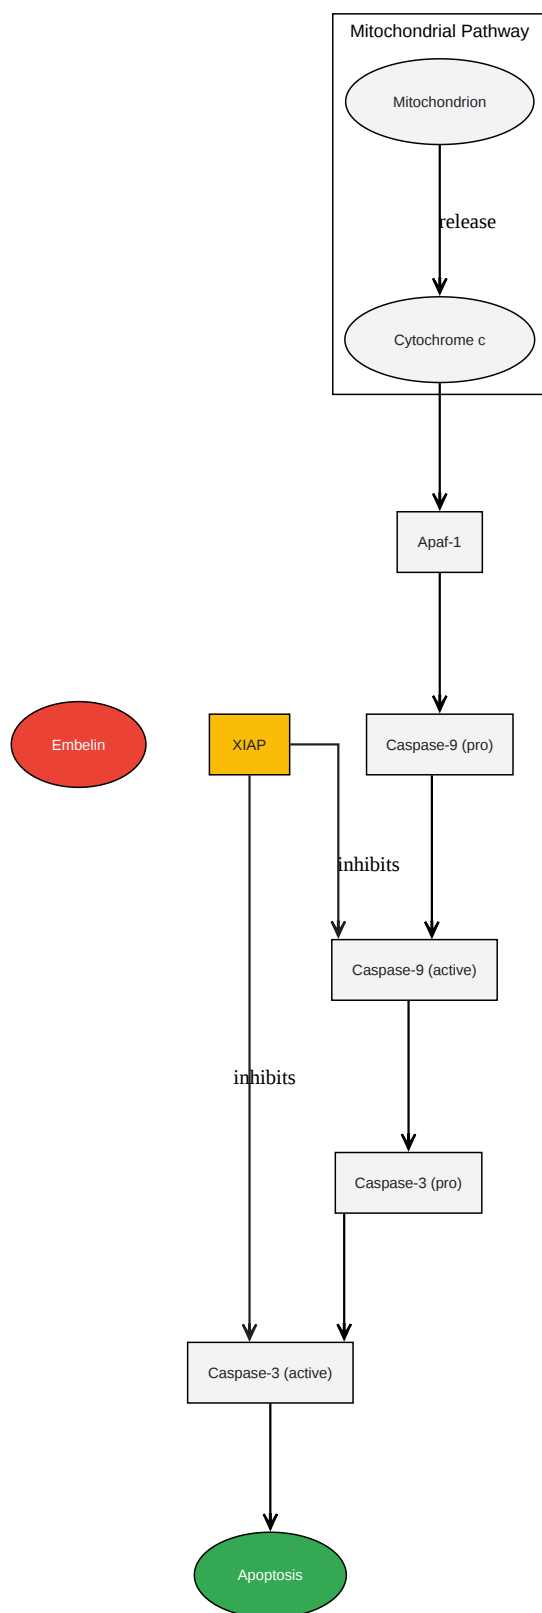 Mitochondrial Pathway
Mitochondrion
release
Cytochrome c
Apaf-1
Embelin
XIAP
Caspase-9 (pro)
inhibits
Caspase-9 (active)
inhibits
Caspase-3 (pro)
Caspase-3 (active)
Apoptosis